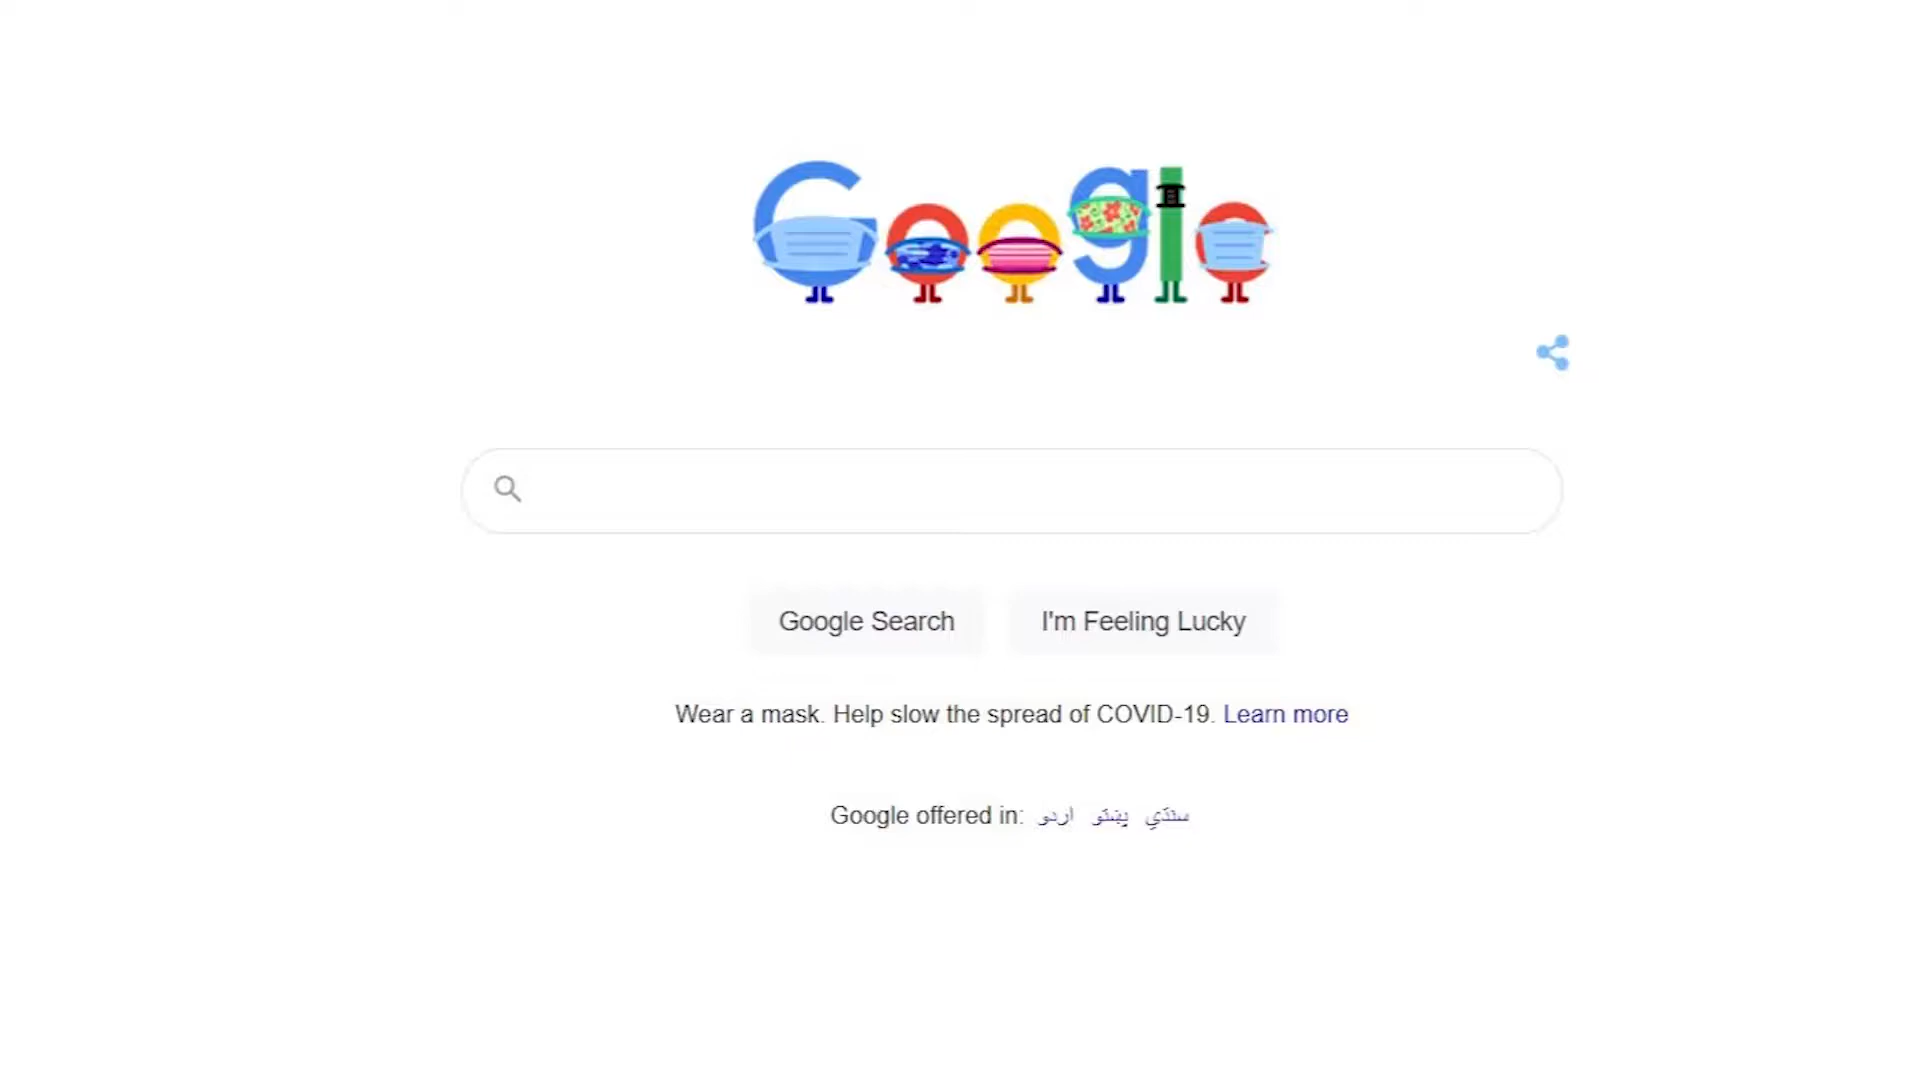 Google
Google Search
I'm Feeling Lucky
Wear a mask. Help slow the spread of COVID-19. Learn more
Google offered in: اردو پښتو سنڌي